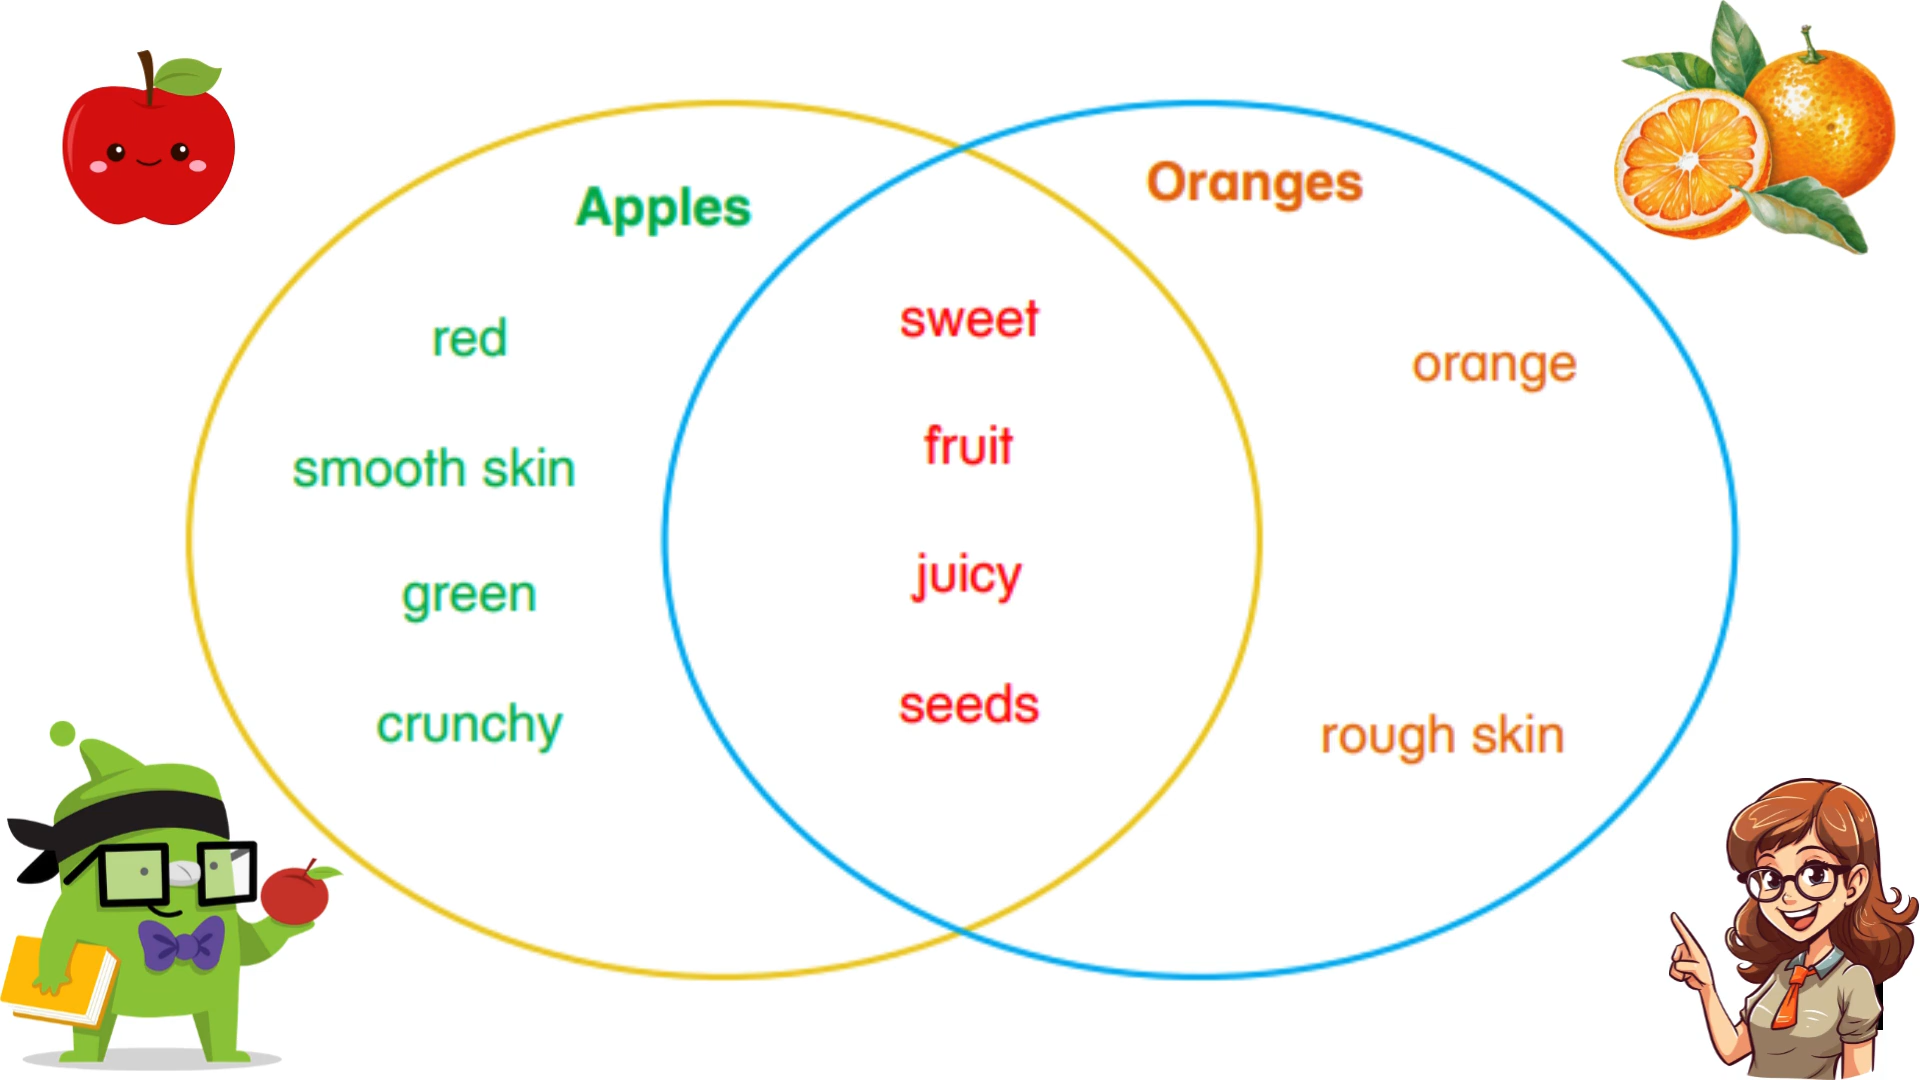 Apples
red
smooth skin
green
crunchy
sweet
fruit
juicy
seeds
Oranges
orange
rough skin